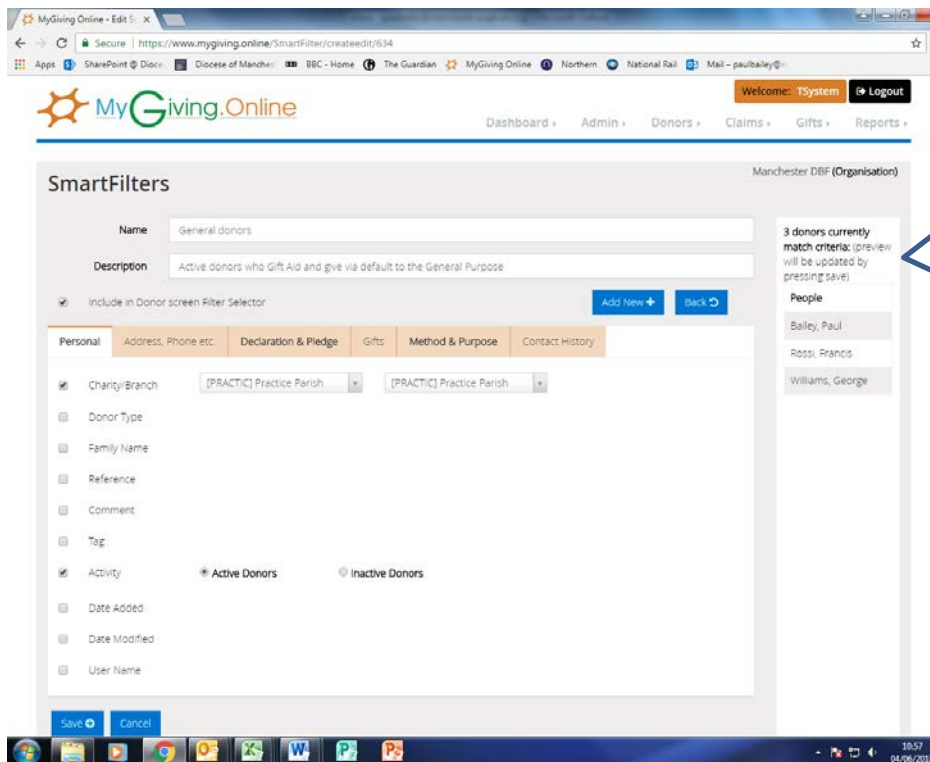 MyGiving Online - Edit S
Secure | https://www.mygiving.online/SmartFilter/createedit/634
Apps SharePoint @ Dioce Diocese of Manches BBC - Home The Guardian MyGiving Online Northern National Rail Mail – paulbailey@
MyGiving.Online
Welcome: TSystem Logout
Dashboard Admin Donors Claims Gifts Reports
Manchester DBF (Organisation)
SmartFilters
Name General donors
Description Active donors who Gift Aid and give via default to the General Purpose
Include in Donor screen Filter Selector Add New Back
Personal Address, Phone etc. Declaration & Pledge Gifts Method & Purpose Contact History
Charity/Branch [PRACTIC] Practice Parish [PRACTIC] Practice Parish
Donor Type
Family Name
Reference
Comment
Tag
Activity Active Donors Inactive Donors
Date Added
Date Modified
User Name
Save Cancel
3 donors currently
match criteria: (preview
will be updated by
pressing save)
People
Bailey, Paul
Rossi, Francis
Williams, George
10:57
04/06/201